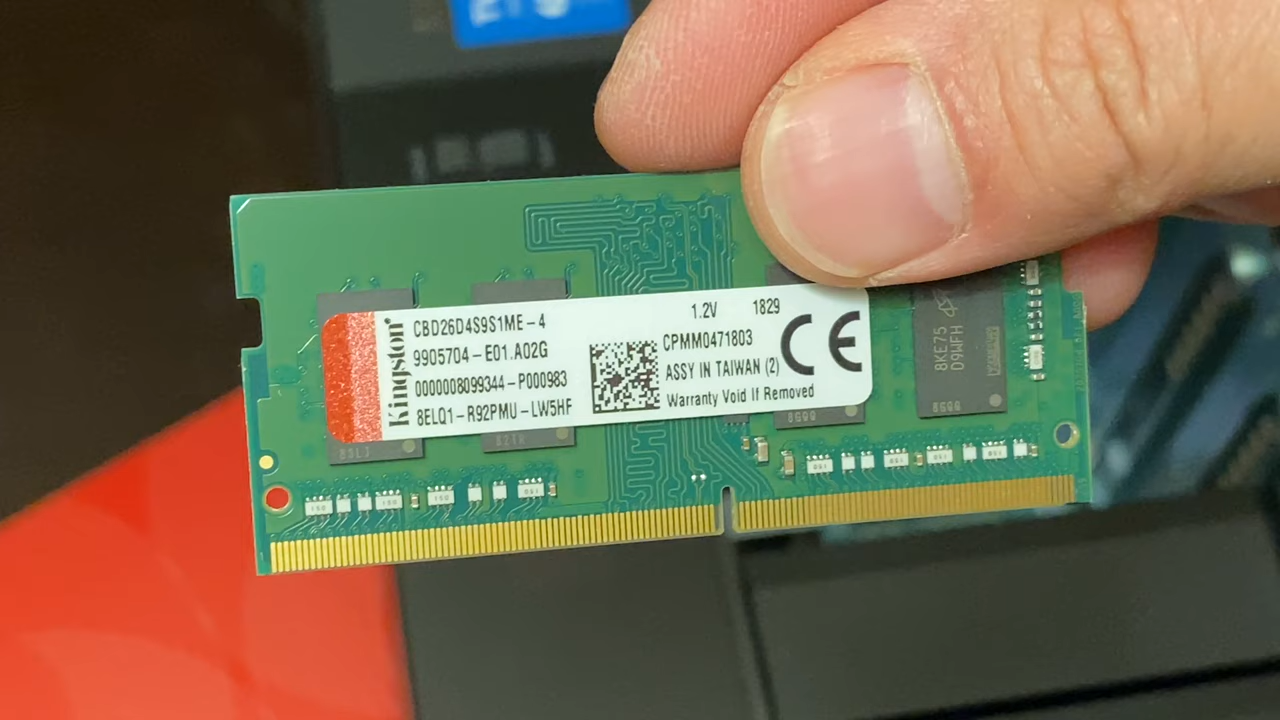 Kingston
CBD26D4S9S1ME-4
9905704-E01.A02G
0000008099344-P000983
8ELQ1-R92PMU-LW5HF
1.2V 1829
CPMM0471803
ASSY IN TAIWAN (2)
Warranty Void If Removed
CE
8KE75
D9WFH